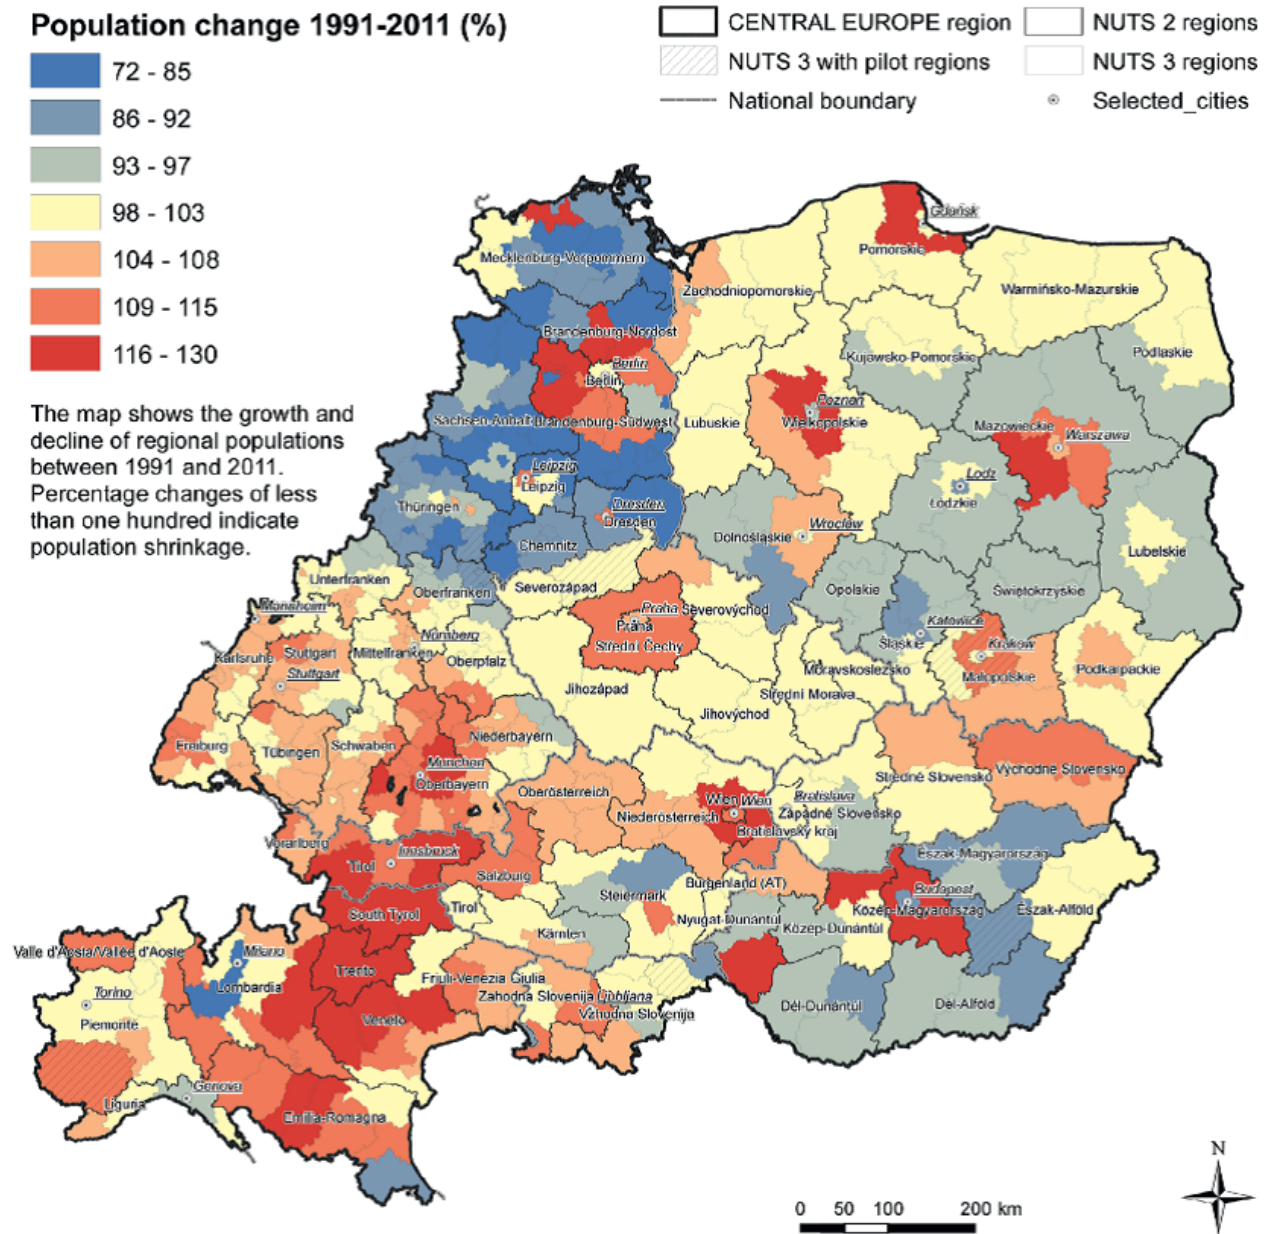 Population change 1991-2011 (%)
72 - 85
86 - 92
93 - 97
98 - 103
104 - 108
109 - 115
116 - 130
CENTRAL EUROPE region
NUTS 3 with pilot regions
National boundary
NUTS 2 regions
NUTS 3 regions
Selected_cities
The map shows the growth and
decline of regional populations
between 1991 and 2011.
Percentage changes of less
than one hundred indicate
population shrinkage.
Gdańsk
Pomorskie
Mecklenburg-Vorpommern
Zachodniopomorskie
Warmińsko-Mazurskie
Brandenburg-Nordost
Kujawsko-Pomorskie
Podlaskie
Berlin
Berlin
Poznań
Sachsen-Anhalt
Brandenburg-Südwest
Lubuskie
Wielkopolskie
Mazowieckie
Warszawa
Leipzig
Leipzig
Lodz
Łódzkie
Thüringen
Dresden
Dresden
Wrocław
Dolnośląskie
Chemnitz
Lubelskie
Unterfranken
Oberfranken
Severozápad
Opolskie
Świętokrzyskie
Mannheim
Praha
Severovýchod
Praha
Katowice
Nürnberg
Śląskie
Kraków
Karlsruhe
Stuttgart
Mittelfranken
Střední Čechy
Stuttgart
Oberpfalz
Moravskoslezsko
Małopolskie
Podkarpackie
Jihozápad
Střední Morava
Jihovýchod
Freiburg
Tübingen
Schwaben
Niederbayern
München
Oberbayern
Stredné Slovensko
Východné Slovensko
Oberösterreich
Wien
Wien
Bratislava
Niederösterreich
Západné Slovensko
Bratislavský kraj
Vorarlberg
Innsbruck
Tirol
Salzburg
Észak-Magyarország
Burgenland (AT)
Steiermark
Budapest
South Tyrol
Tirol
Nyugat-Dunántúl
Közép-Dunántúl
Közép-Magyarország
Észak-Alföld
Kärnten
Valle d'Aosta/Vallée d'Aoste
Milano
Trento
Friuli-Venezia Giulia
Lombardia
Torino
Zahodna Slovenija
Ljubljana
Vzhodna Slovenija
Piemonte
Veneto
Dél-Dunántúl
Dél-Alföld
Genova
Liguria
Emilia-Romagna
N
0 50 100 200 km